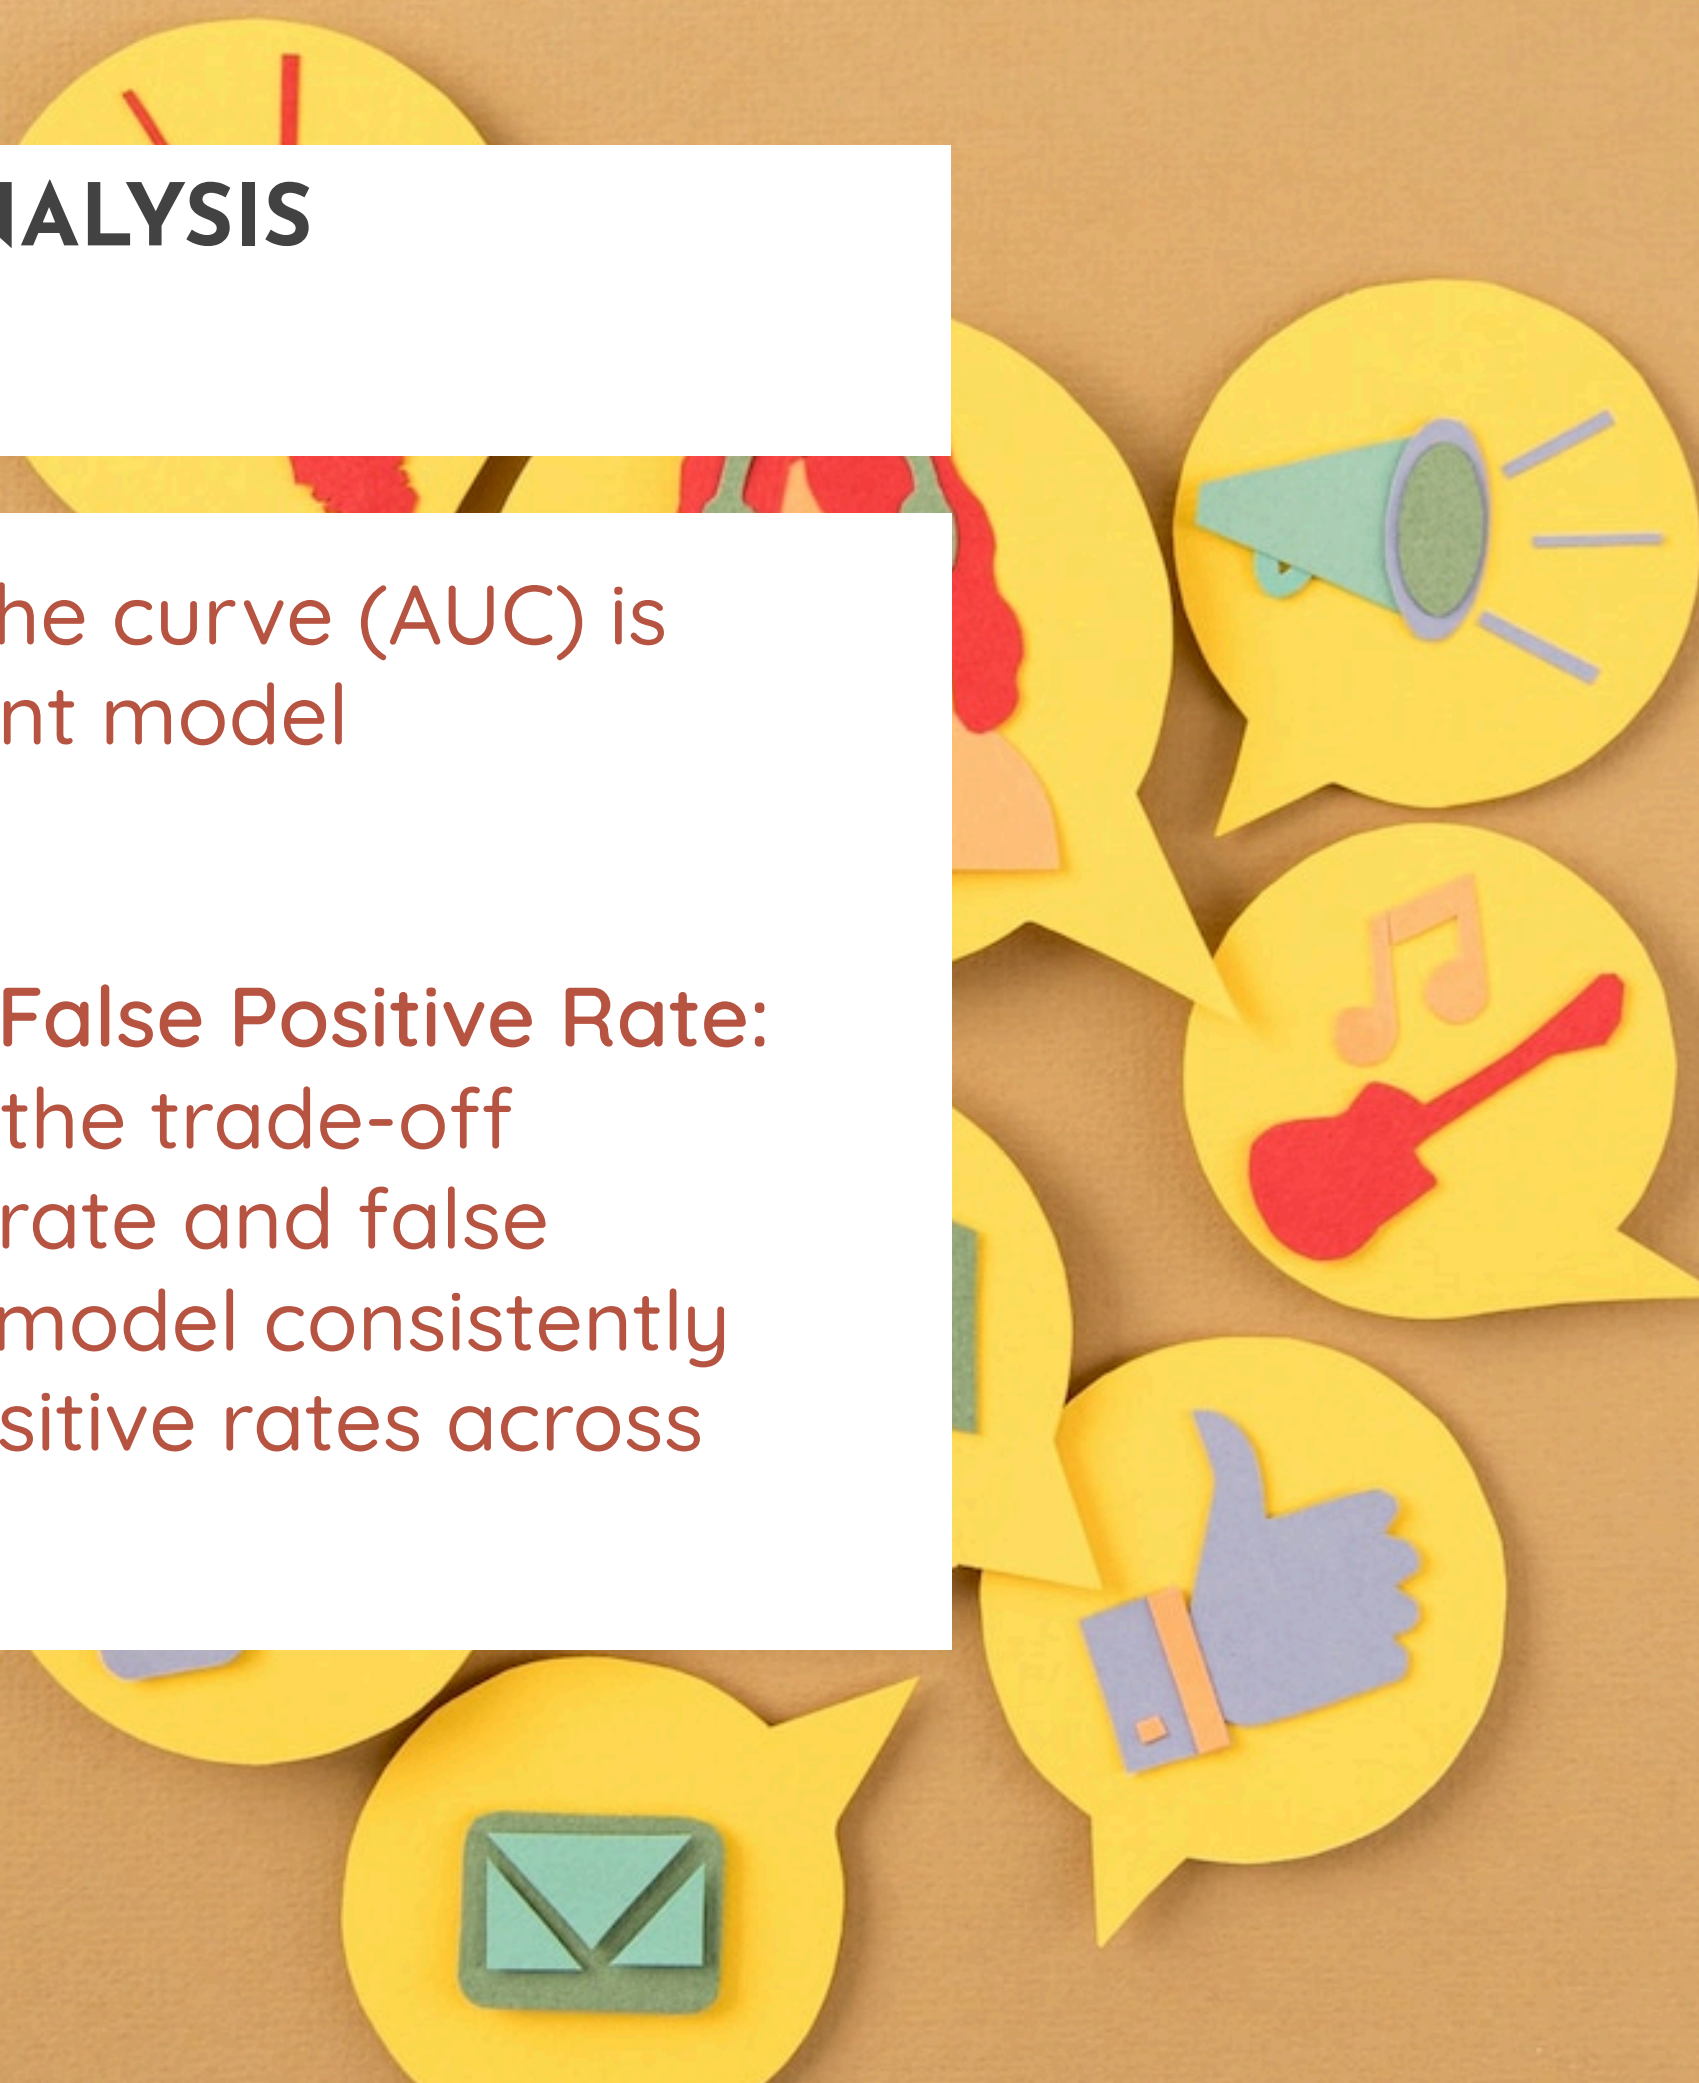 NALYSIS
he curve (AUC) is
nt model
False Positive Rate:
the trade-off
rate and false
model consistently
sitive rates across